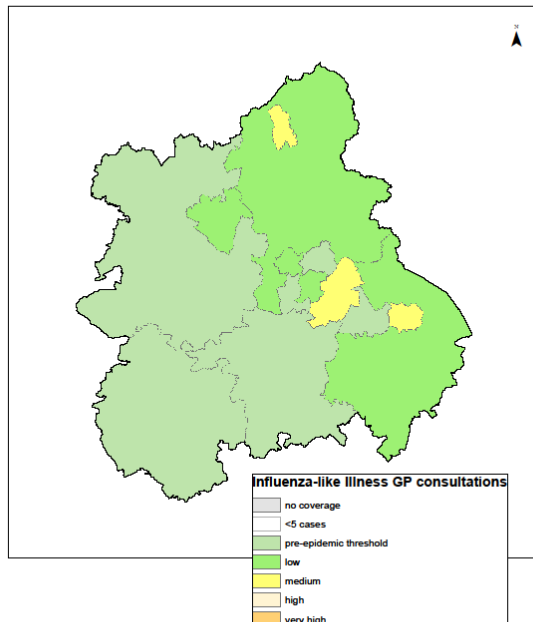 Influenza-like Illness GP consultations
no coverage
<5 cases
pre-epidemic threshold
low
medium
high
very high